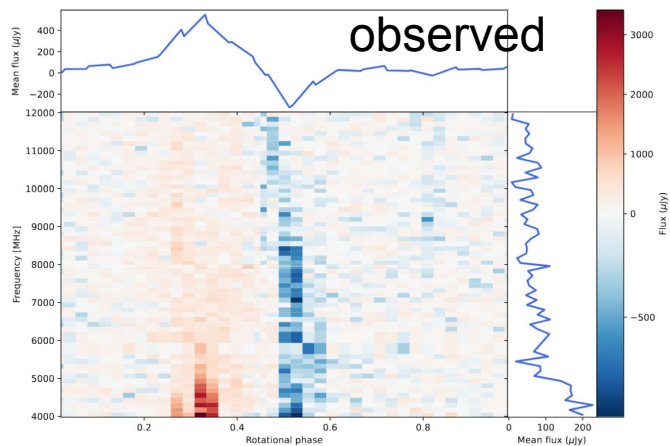 observed
Mean flux (μJy)
400
200
0
−200
12000
11000
10000
9000
8000
7000
6000
5000
4000
Frequency [MHz]
0.2 0.4 0.6 0.8
Rotational phase
0 100 200
Mean flux (μJy)
3000
2000
1000
0
−500
Flux (μJy)